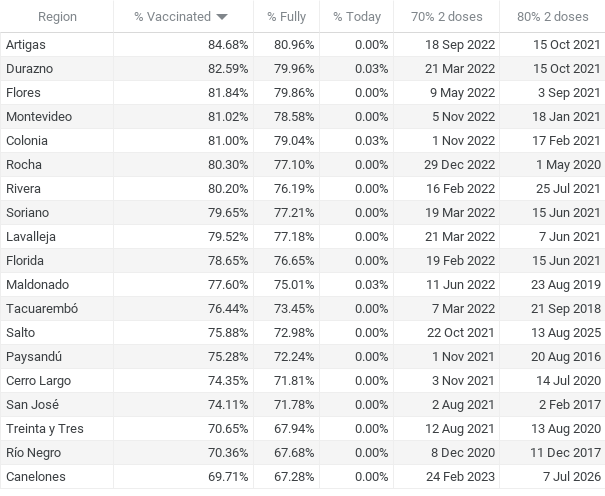 Region % Vaccinated % Fully % Today 70% 2 doses 80% 2 doses
Artigas 84.68% 80.96% 0.00% 18 Sep 2022 15 Oct 2021
Durazno 82.59% 79.96% 0.03% 21 Mar 2022 15 Oct 2021
Flores 81.84% 79.86% 0.00% 9 May 2022 3 Sep 2021
Montevideo 81.02% 78.58% 0.00% 5 Nov 2022 18 Jan 2021
Colonia 81.00% 79.04% 0.03% 1 Nov 2022 17 Feb 2021
Rocha 80.30% 77.10% 0.00% 29 Dec 2022 1 May 2020
Rivera 80.20% 76.19% 0.00% 16 Feb 2022 25 Jul 2021
Soriano 79.65% 77.21% 0.00% 19 Mar 2022 15 Jun 2021
Lavalleja 79.52% 77.18% 0.00% 21 Mar 2022 7 Jun 2021
Florida 78.65% 76.65% 0.00% 19 Feb 2022 15 Jun 2021
Maldonado 77.60% 75.01% 0.03% 11 Jun 2022 23 Aug 2019
Tacuarembó 76.44% 73.45% 0.00% 7 Mar 2022 21 Sep 2018
Salto 75.88% 72.98% 0.00% 22 Oct 2021 13 Aug 2025
Paysandú 75.28% 72.24% 0.00% 1 Nov 2021 20 Aug 2016
Cerro Largo 74.35% 71.81% 0.00% 3 Nov 2021 14 Jul 2020
San José 74.11% 71.78% 0.00% 2 Aug 2021 2 Feb 2017
Treinta y Tres 70.65% 67.94% 0.00% 12 Aug 2021 13 Aug 2020
Río Negro 70.36% 67.68% 0.00% 8 Dec 2020 11 Dec 2017
Canelones 69.71% 67.28% 0.00% 24 Feb 2023 7 Jul 2026